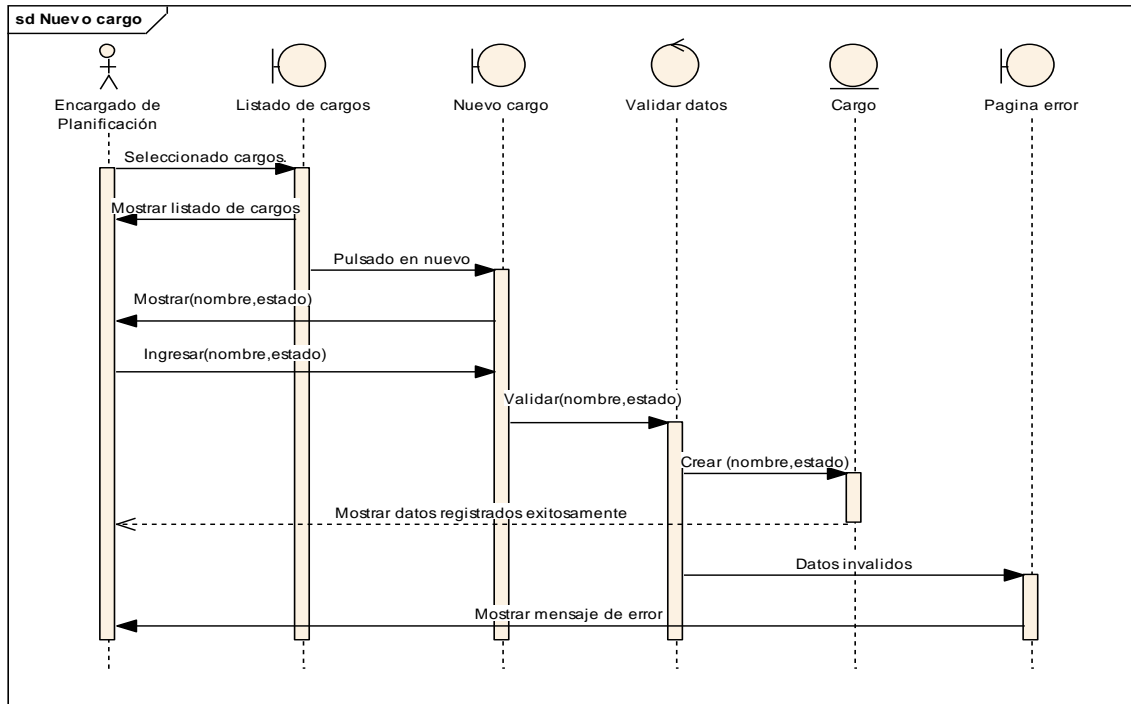 sd Nuevo cargo
Encargado de
Planificación
Listado de cargos
Nuevo cargo
Validar datos
Cargo
Pagina error
Seleccionado cargos.
Mostrar listado de cargos
Pulsado en nuevo
Mostrar(nombre,estado)
Ingresar(nombre,estado)
Validar(nombre,estado)
Crear (nombre,estado)
Mostrar datos registrados exitosamente
Datos invalidos
Mostrar mensaje de error